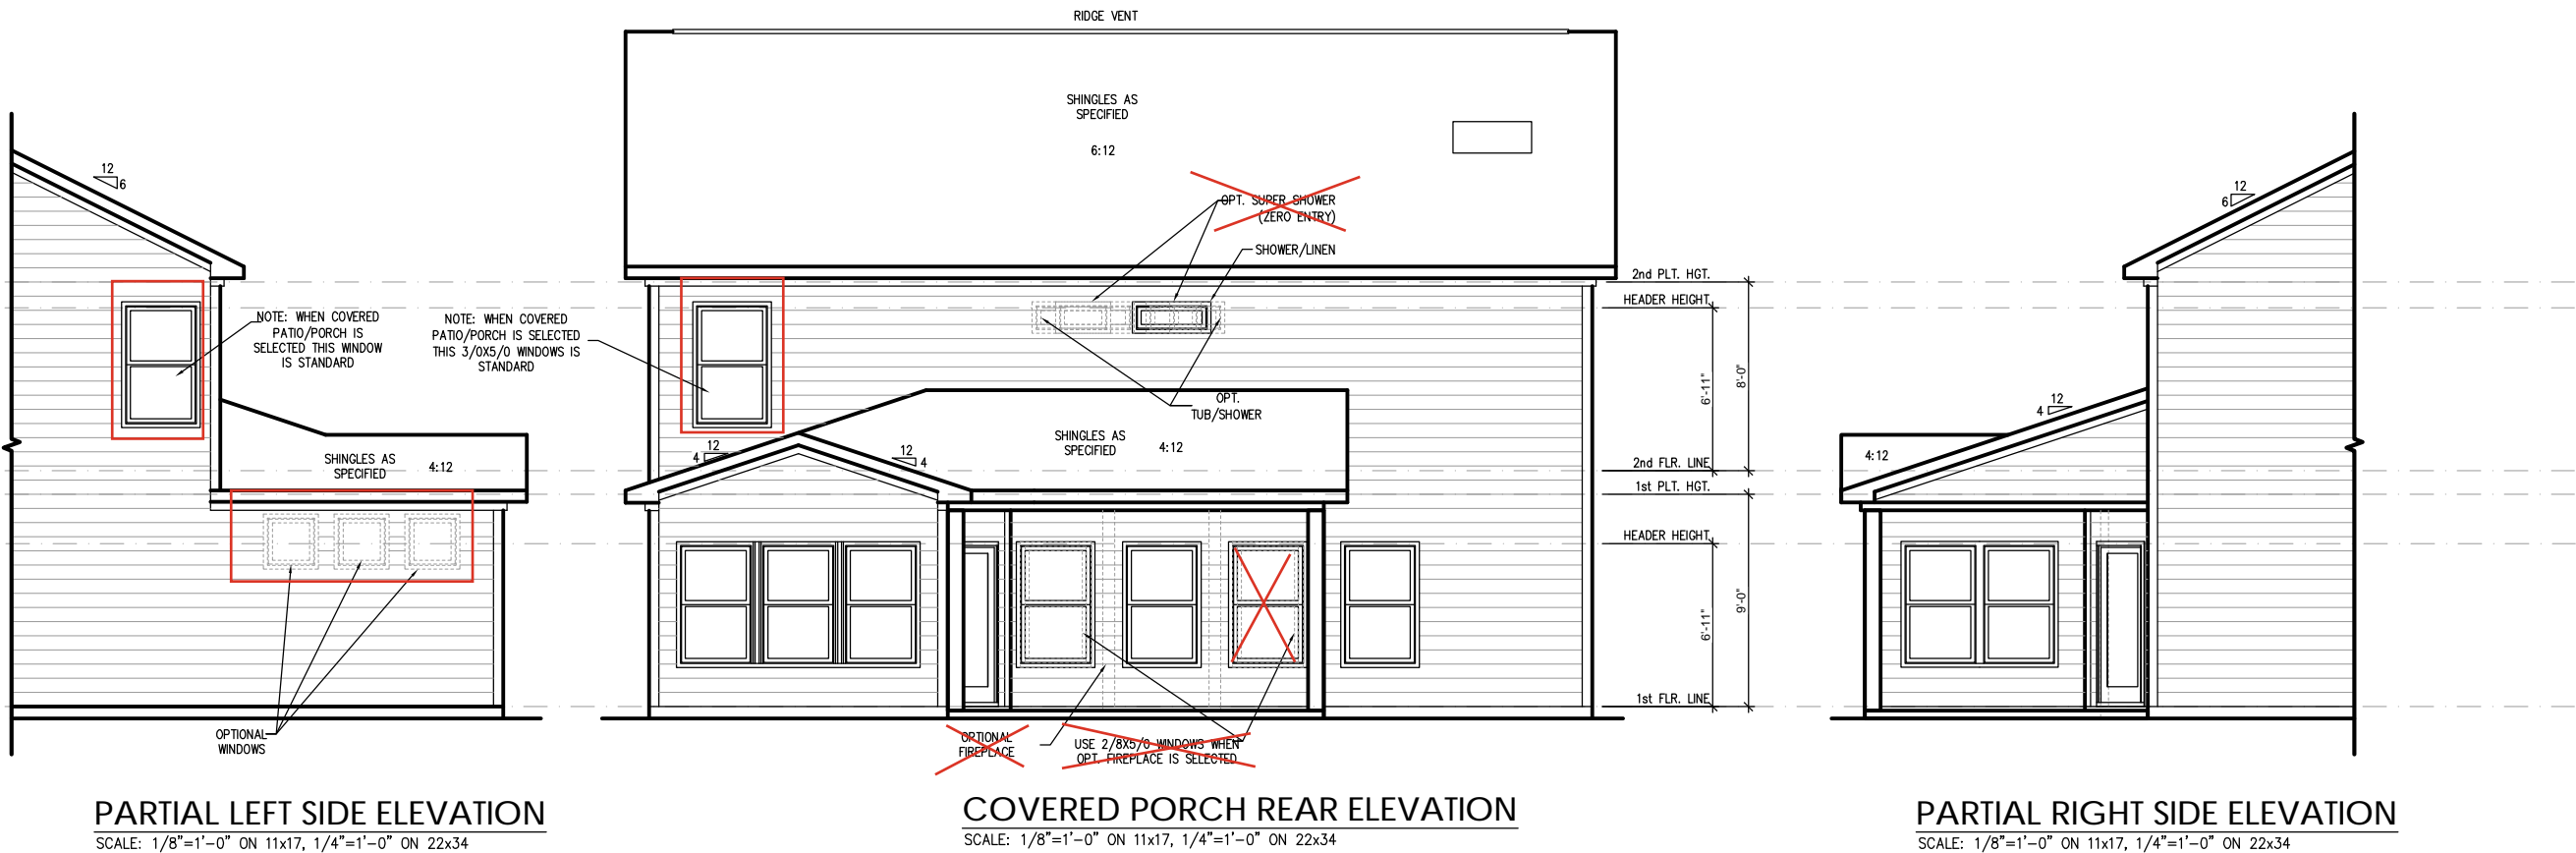 RIDGE VENT
SHINGLES AS
SPECIFIED
6:12
12
6
OPT. SUPER SHOWER
(ZERO ENTRY)
SHOWER/LINEN
NOTE: WHEN COVERED
PATIO/PORCH IS
SELECTED THIS WINDOW
IS STANDARD
NOTE: WHEN COVERED
PATIO/PORCH IS SELECTED
THIS 3/0X5/0 WINDOWS IS
STANDARD
OPT.
TUB/SHOWER
SHINGLES AS
SPECIFIED
4:12
12
4
12
4
SHINGLES AS
SPECIFIED
4:12
2nd PLT. HGT.
HEADER HEIGHT
6'-11"
8'-0"
2nd FLR. LINE
1st PLT. HGT.
HEADER HEIGHT
6'-11"
9'-0"
1st FLR. LINE
12
6
12
4
4:12
OPTIONAL
WINDOWS
OPTIONAL
FIREPLACE
USE 2/8X5/0 WINDOWS WHEN
OPT. FIREPLACE IS SELECTED
PARTIAL LEFT SIDE ELEVATION
SCALE: 1/8"=1'-0" ON 11x17, 1/4"=1'-0" ON 22x34
COVERED PORCH REAR ELEVATION
SCALE: 1/8"=1'-0" ON 11x17, 1/4"=1'-0" ON 22x34
PARTIAL RIGHT SIDE ELEVATION
SCALE: 1/8"=1'-0" ON 11x17, 1/4"=1'-0" ON 22x34